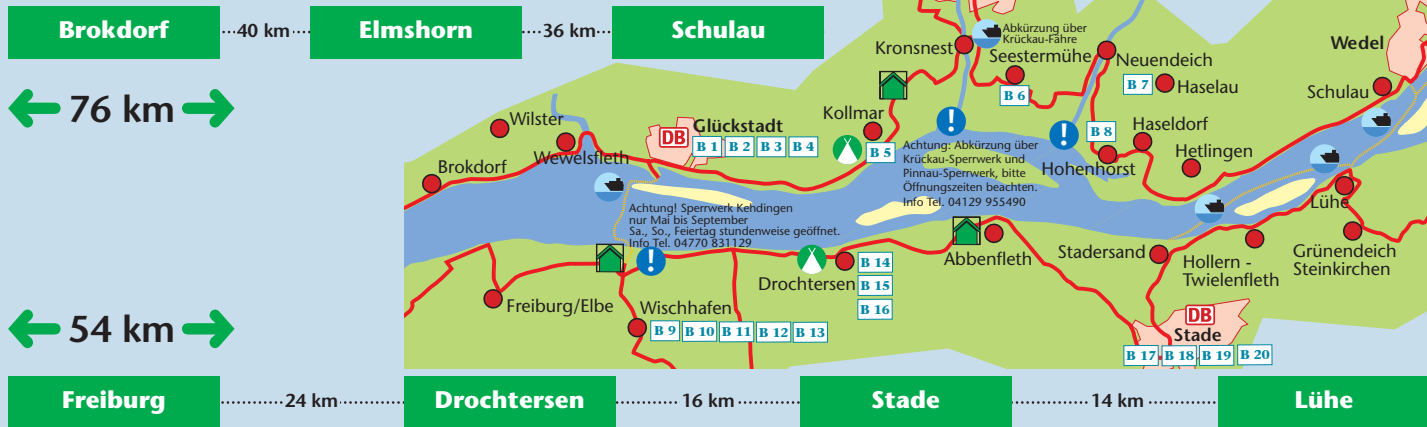 Brokdorf
40 km
Elmshorn
36 km
Schulau
76 km
Abkürzung über
Krückau-Fähre
Kronsnest
Seestermühe
B 6
Neuendeich
B 7
Haselau
Wedel
Schulau
Wilster
Wewelsfleth
Brokdorf
DB
Glückstadt
B 1
B 2
B 3
B 4
Kollmar
B 5
!
Achtung: Abkürzung über
Krückau-Sperrwerk und
Pinnau-Sperrwerk, bitte
Öffnungszeiten beachten.
Info Tel. 04129 955490
!
B 8
Haseldorf
Hohenhorst
Hetlingen
Lühe
Achtung! Sperrwerk Kehdingen
nur Mai bis September
Sa., So., Feiertag stundenweise geöffnet.
Info Tel. 04770 831129
!
Abbenfleth
Stadersand
Hollern -
Twielenfleth
Grünendeich
Steinkirchen
Drochtersen
B 14
B 15
B 16
Freiburg/Elbe
Wischhafen
B 9
B 10
B 11
B 12
B 13
DB
Stade
B 17
B 18
B 19
B 20
54 km
Freiburg
24 km
Drochtersen
16 km
Stade
14 km
Lühe